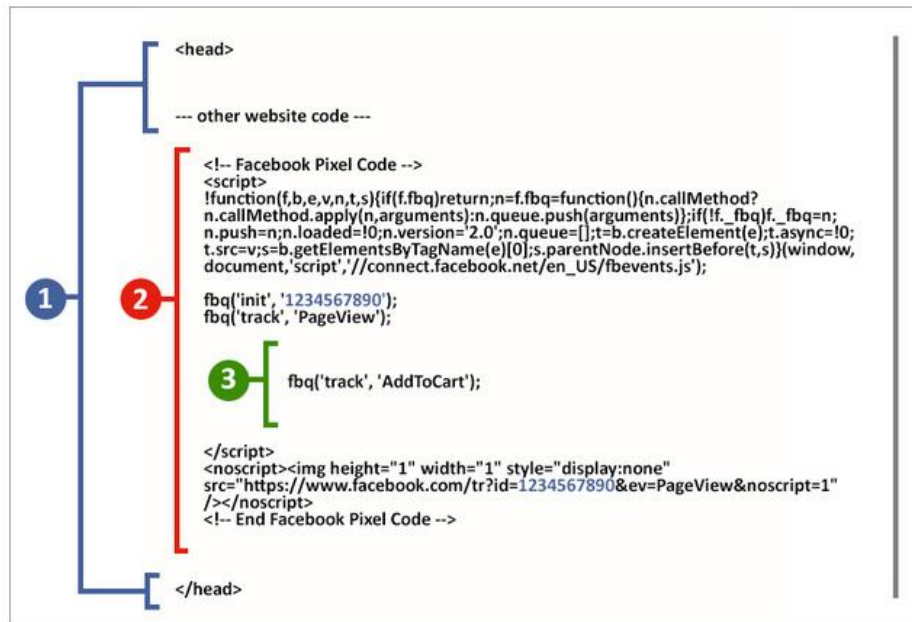 <head>
--- other website code ---
<!-- Facebook Pixel Code -->
<script>
!function(f,b,e,v,n,t,s){if(f.fbq)return;n=f.fbq=function(){n.callMethod?
n.callMethod.apply(n,arguments):n.queue.push(arguments)};if(!f._fbq)f._fbq=n;
n.push=n;n.loaded=!0;n.version='2.0';n.queue=[];t=b.createElement(e);t.async=!0;
t.src=v;s=b.getElementsByTagName(e)[0];s.parentNode.insertBefore(t,s)}(window,
document,'script','//connect.facebook.net/en_US/fbevents.js');
1
2
fbq('init', '1234567890');
fbq('track', 'PageView');
3
fbq('track', 'AddToCart');
</script>
<noscript><img height="1" width="1" style="display:none"
src="https://www.facebook.com/tr?id=1234567890&ev=PageView&noscript=1"
/></noscript>
<!-- End Facebook Pixel Code -->
</head>